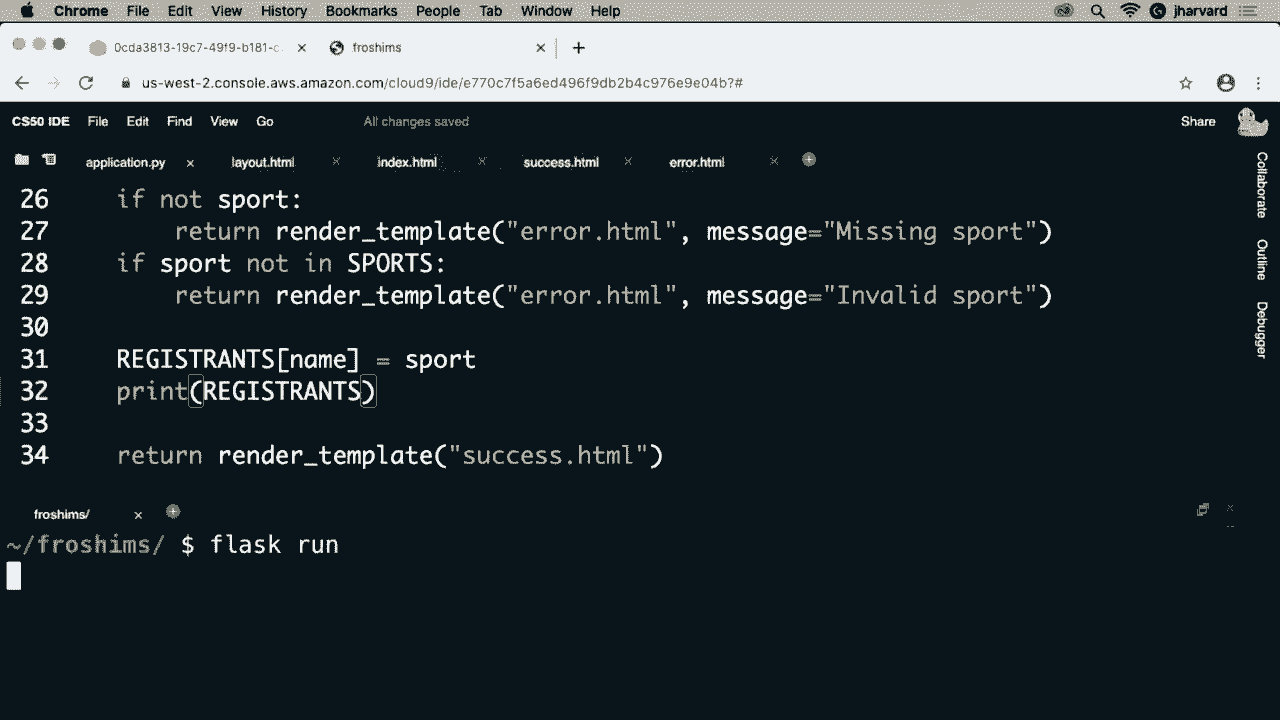 Chrome File Edit View History Bookmarks People Tab Window Help jharvard
froshims
us-west-2.console.aws.amazon.com/cloud9/ide/e770c7f5a6ed496f9db2b4c976e9e04b?#
CS50 IDE File Edit Find View Go All changes saved Share
application.py layout.html index.html success.html error.html
Collaborate
Outline
Debugger
26 if not sport:
27 return render_template("error.html", message="Missing sport")
28 if sport not in SPORTS:
29 return render_template("error.html", message="Invalid sport")
30
31 REGISTRANTS[name] = sport
32 print(REGISTRANTS)
33
34 return render_template("success.html")
froshims/
~/froshims/ $ flask run